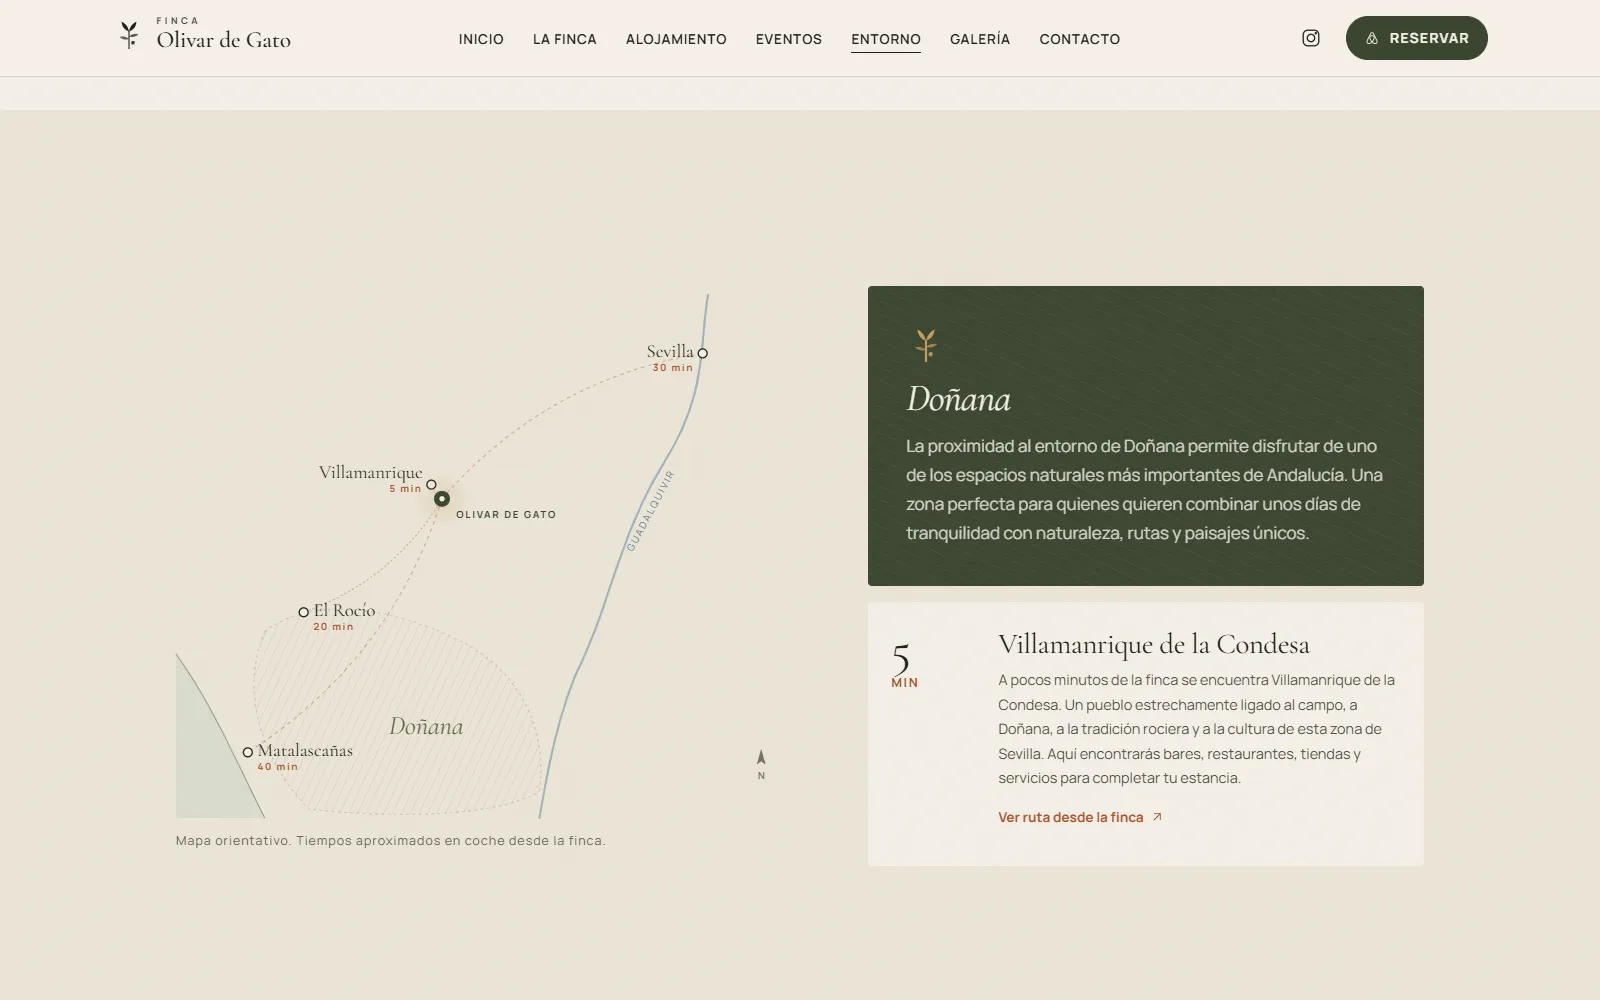 FINCA
Olivar de Gato
INICIO
LA FINCA
ALOJAMIENTO
EVENTOS
ENTORNO
GALERÍA
CONTACTO
RESERVAR
Sevilla
30 min
Villamanrique
5 min
OLIVAR DE GATO
GUADALQUIVIR
El Rocío
20 min
Doñana
Matalascañas
40 min
N
Mapa orientativo. Tiempos aproximados en coche desde la finca.
Doñana
La proximidad al entorno de Doñana permite disfrutar de uno
de los espacios naturales más importantes de Andalucía. Una
zona perfecta para quienes quieren combinar unos días de
tranquilidad con naturaleza, rutas y paisajes únicos.
5
MIN
Villamanrique de la Condesa
A pocos minutos de la finca se encuentra Villamanrique de la
Condesa. Un pueblo estrechamente ligado al campo, a
Doñana, a la tradición rociera y a la cultura de esta zona de
Sevilla. Aquí encontrarás bares, restaurantes, tiendas y
servicios para completar tu estancia.
Ver ruta desde la finca